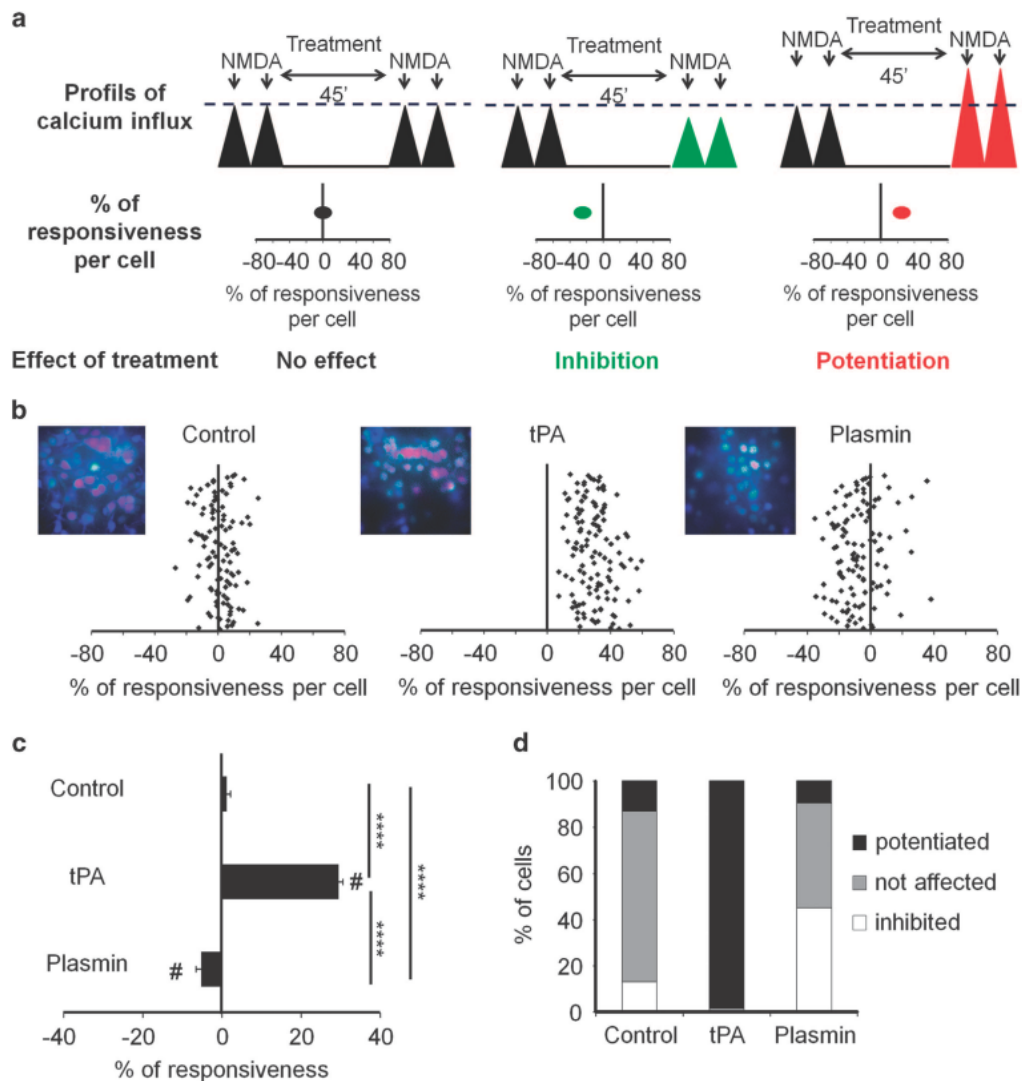 a
Treatment
NMDA NMDA
45’
Treatment
NMDA NMDA
45’
Treatment
NMDA NMDA
45’
Profils of
calcium influx
% of
responsiveness
per cell
-80 -40 0 40 80
% of responsiveness
per cell
-80 -40 0 40 80
% of responsiveness
per cell
-80 -40 0 40 80
% of responsiveness
per cell
Effect of treatment No effect Inhibition Potentiation
b
Control tPA Plasmin
-80 -40 0 40 80
-80 -40 0 40 80
-80 -40 0 40 80
% of responsiveness per cell
% of responsiveness per cell
% of responsiveness per cell
c
Control
tPA
Plasmin
#
#
****
****
****
-40 -20 0 20 40
% of responsiveness
d
% of cells
100
80
60
40
20
0
Control tPA Plasmin
potentiated
not affected
inhibited